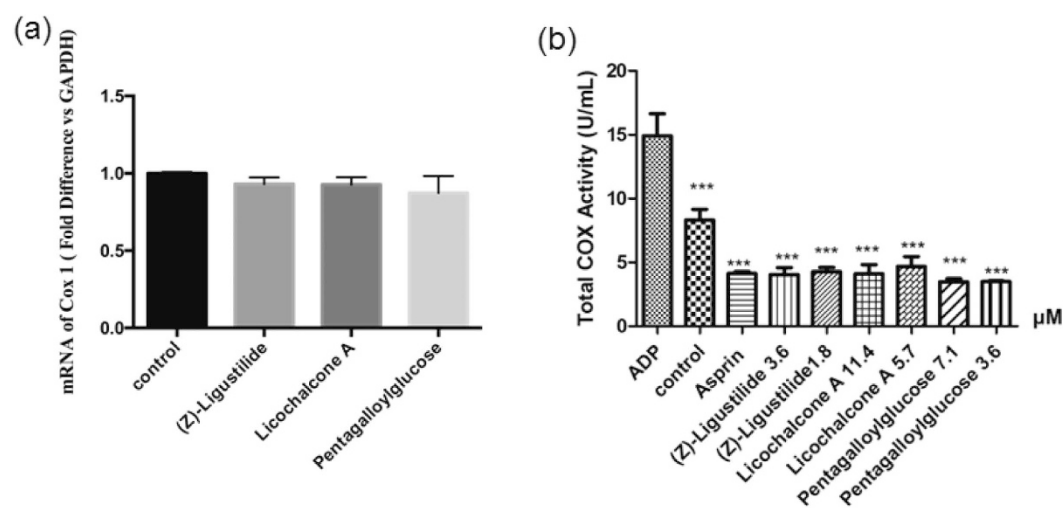 (a)
mRNA of Cox 1 ( Fold Difference vs GAPDH)
1.5
1.0
0.5
0.0
control
(Z)-Ligustilide
Licochalcone A
Pentagalloylglucose
(b)
Total COX Activity (U/mL)
20
15
10
5
0
***
***
***
***
***
***
***
***
ADP
control
Asprin
(Z)-Ligustilide 3.6
(Z)-Ligustilide1.8
Licochalcone A 11.4
Licochalcone A 5.7
Pentagalloylglucose 7.1
Pentagalloylglucose 3.6
μM